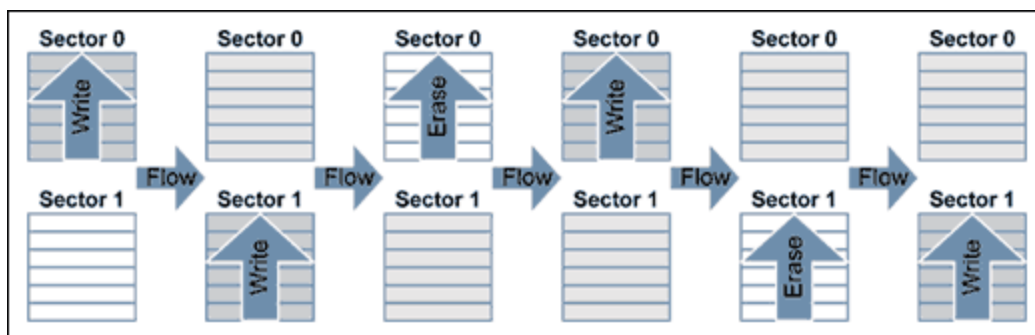 Sector 0 Sector 0 Sector 0 Sector 0 Sector 0 Sector 0
Write Erase Write
Flow Flow Flow Flow Flow
Sector 1 Sector 1 Sector 1 Sector 1 Sector 1 Sector 1
Write Erase Write